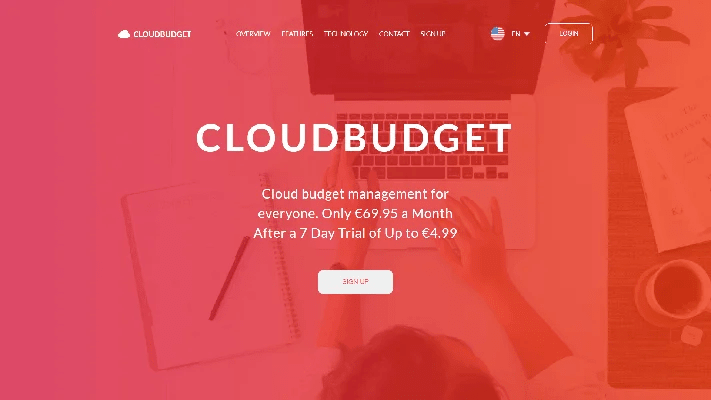 CLOUDBUDGET
OVERVIEW FEATURES TECHNOLOGY CONTACT SIGN UP
EN
LOGIN
CLOUDBUDGET
Cloud budget management for
everyone. Only €69.95 a Month
After a 7 Day Trial of Up to €4.99
SIGN UP